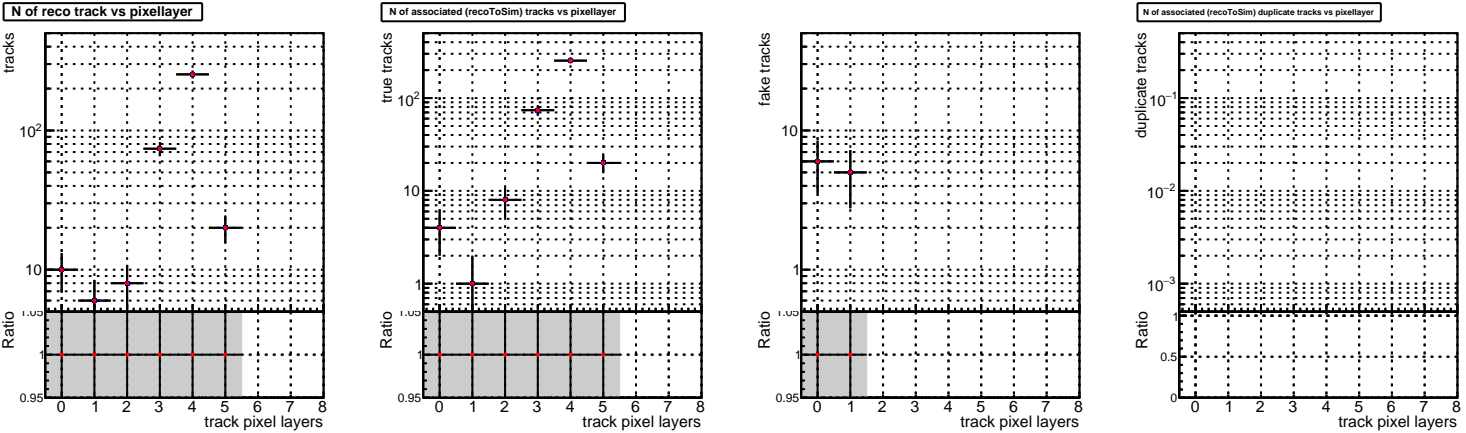 N of reco track vs pixellayer
tracks
10²
10
1.05
Ratio
1
0.95
0 1 2 3 4 5 6 7 8
track pixel layers
N of associated (recoToSim) tracks vs pixellayer
true tracks
10²
10
1
1.05
Ratio
1
0.95
0 1 2 3 4 5 6 7 8
track pixel layers
fake tracks
10
1
1.05
Ratio
1
0.95
0 1 2 3 4 5 6 7 8
track pixel layers
N of associated (recoToSim) duplicate tracks vs pixellayer
duplicate tracks
10⁻¹
10⁻²
10⁻³
Ratio
1
0.5
0
0 1 2 3 4 5 6 7 8
track pixel layers